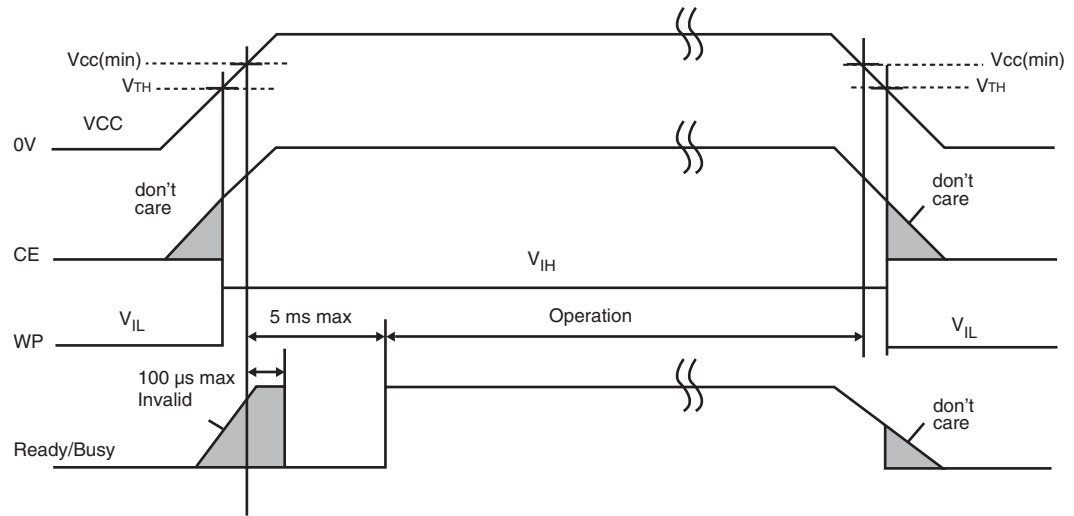 Vcc(min)
Vcc(min)
VTH
VTH
VCC
0V
don't
care
don't
care
CE
VIH
VIL
5 ms max
Operation
VIL
WP
100 µs max
Invalid
don't
care
Ready/Busy